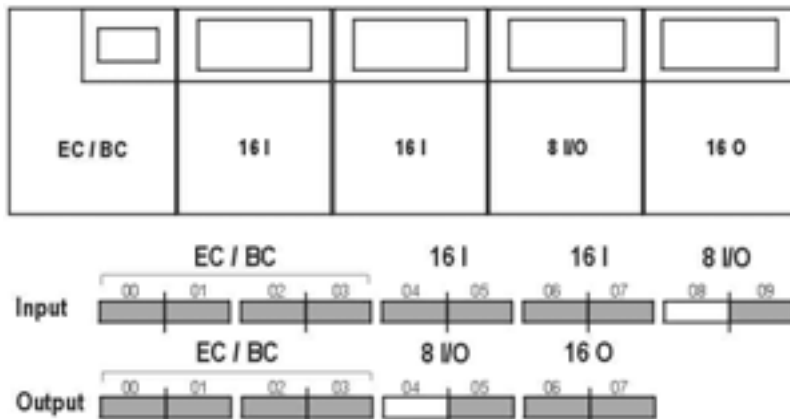 EC / BC 16 I 16 I 8 I/O 16 O
EC / BC 16 I 16 I 8 I/O
00 01 02 03 04 05 06 07 08 09
Input
EC / BC 8 I/O 16 O
00 01 02 03 04 05 06 07
Output